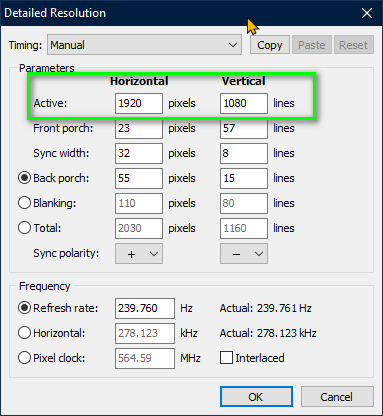 Detailed Resolution
Timing: Manual Copy Paste Reset
Parameters
Horizontal Vertical
Active: 1920 pixels 1080 lines
Front porch: 23 pixels 57 lines
Sync width: 32 pixels 8 lines
Back porch: 55 pixels 15 lines
Blanking: 110 pixels 80 lines
Total: 2030 pixels 1160 lines
Sync polarity: + −
Frequency
Refresh rate: 239.760 Hz Actual: 239.761 Hz
Horizontal: 278.123 kHz Actual: 278.123 kHz
Pixel clock: 564.59 MHz Interlaced
OK Cancel